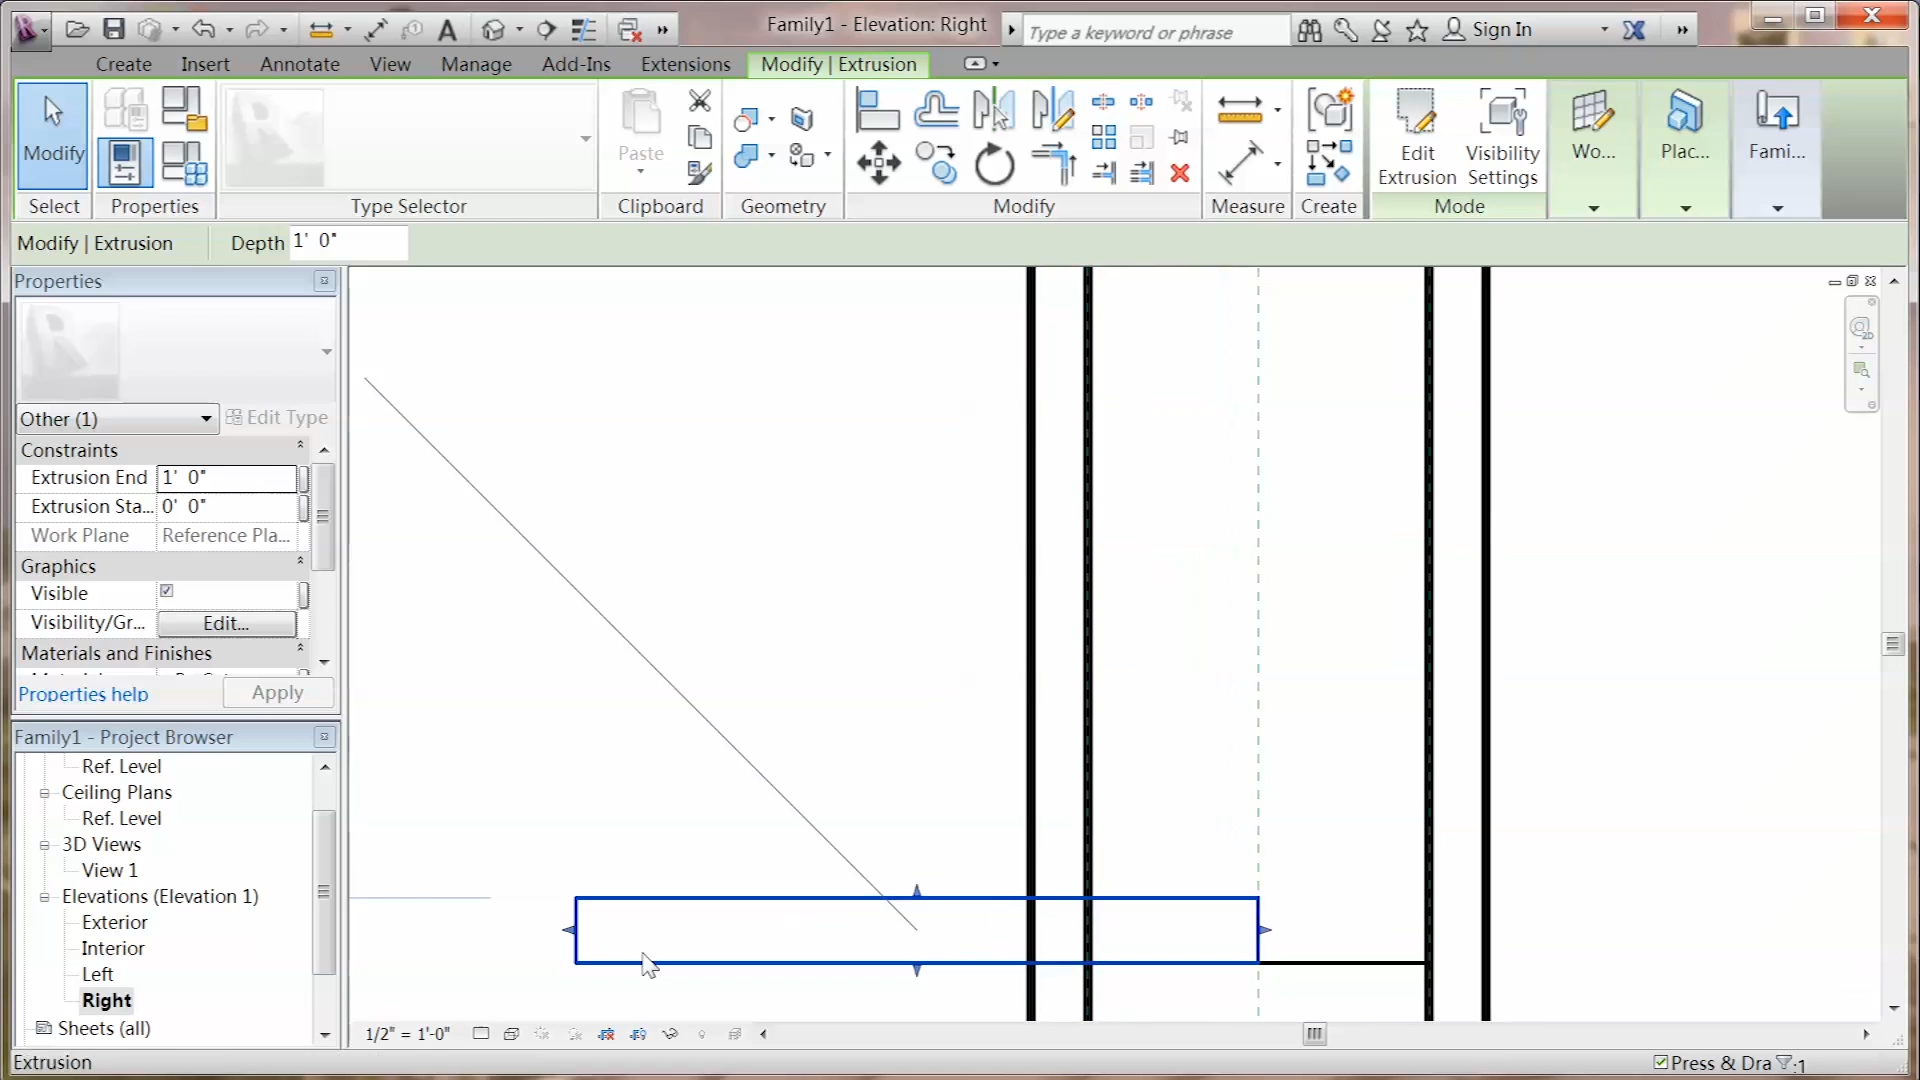 Family1 - Elevation: Right
Type a keyword or phrase
Sign In
Create Insert Annotate View Manage Add-Ins Extensions Modify | Extrusion
Modify
Paste
Edit Extrusion
Visibility Settings
Wo...
Plac...
Fami...
Select Properties Type Selector Clipboard Geometry Modify Measure Create Mode
Modify | Extrusion Depth 1' 0"
Properties
Other (1) Edit Type
Constraints
Extrusion End 1' 0"
Extrusion Sta... 0' 0"
Work Plane Reference Pla...
Graphics
Visible
Visibility/Gr... Edit...
Materials and Finishes
Properties help Apply
Family1 - Project Browser
Ref. Level
Ceiling Plans
Ref. Level
3D Views
View 1
Elevations (Elevation 1)
Exterior
Interior
Left
Right
Sheets (all)
1/2" = 1'-0"
Extrusion
Press & Dra
:1